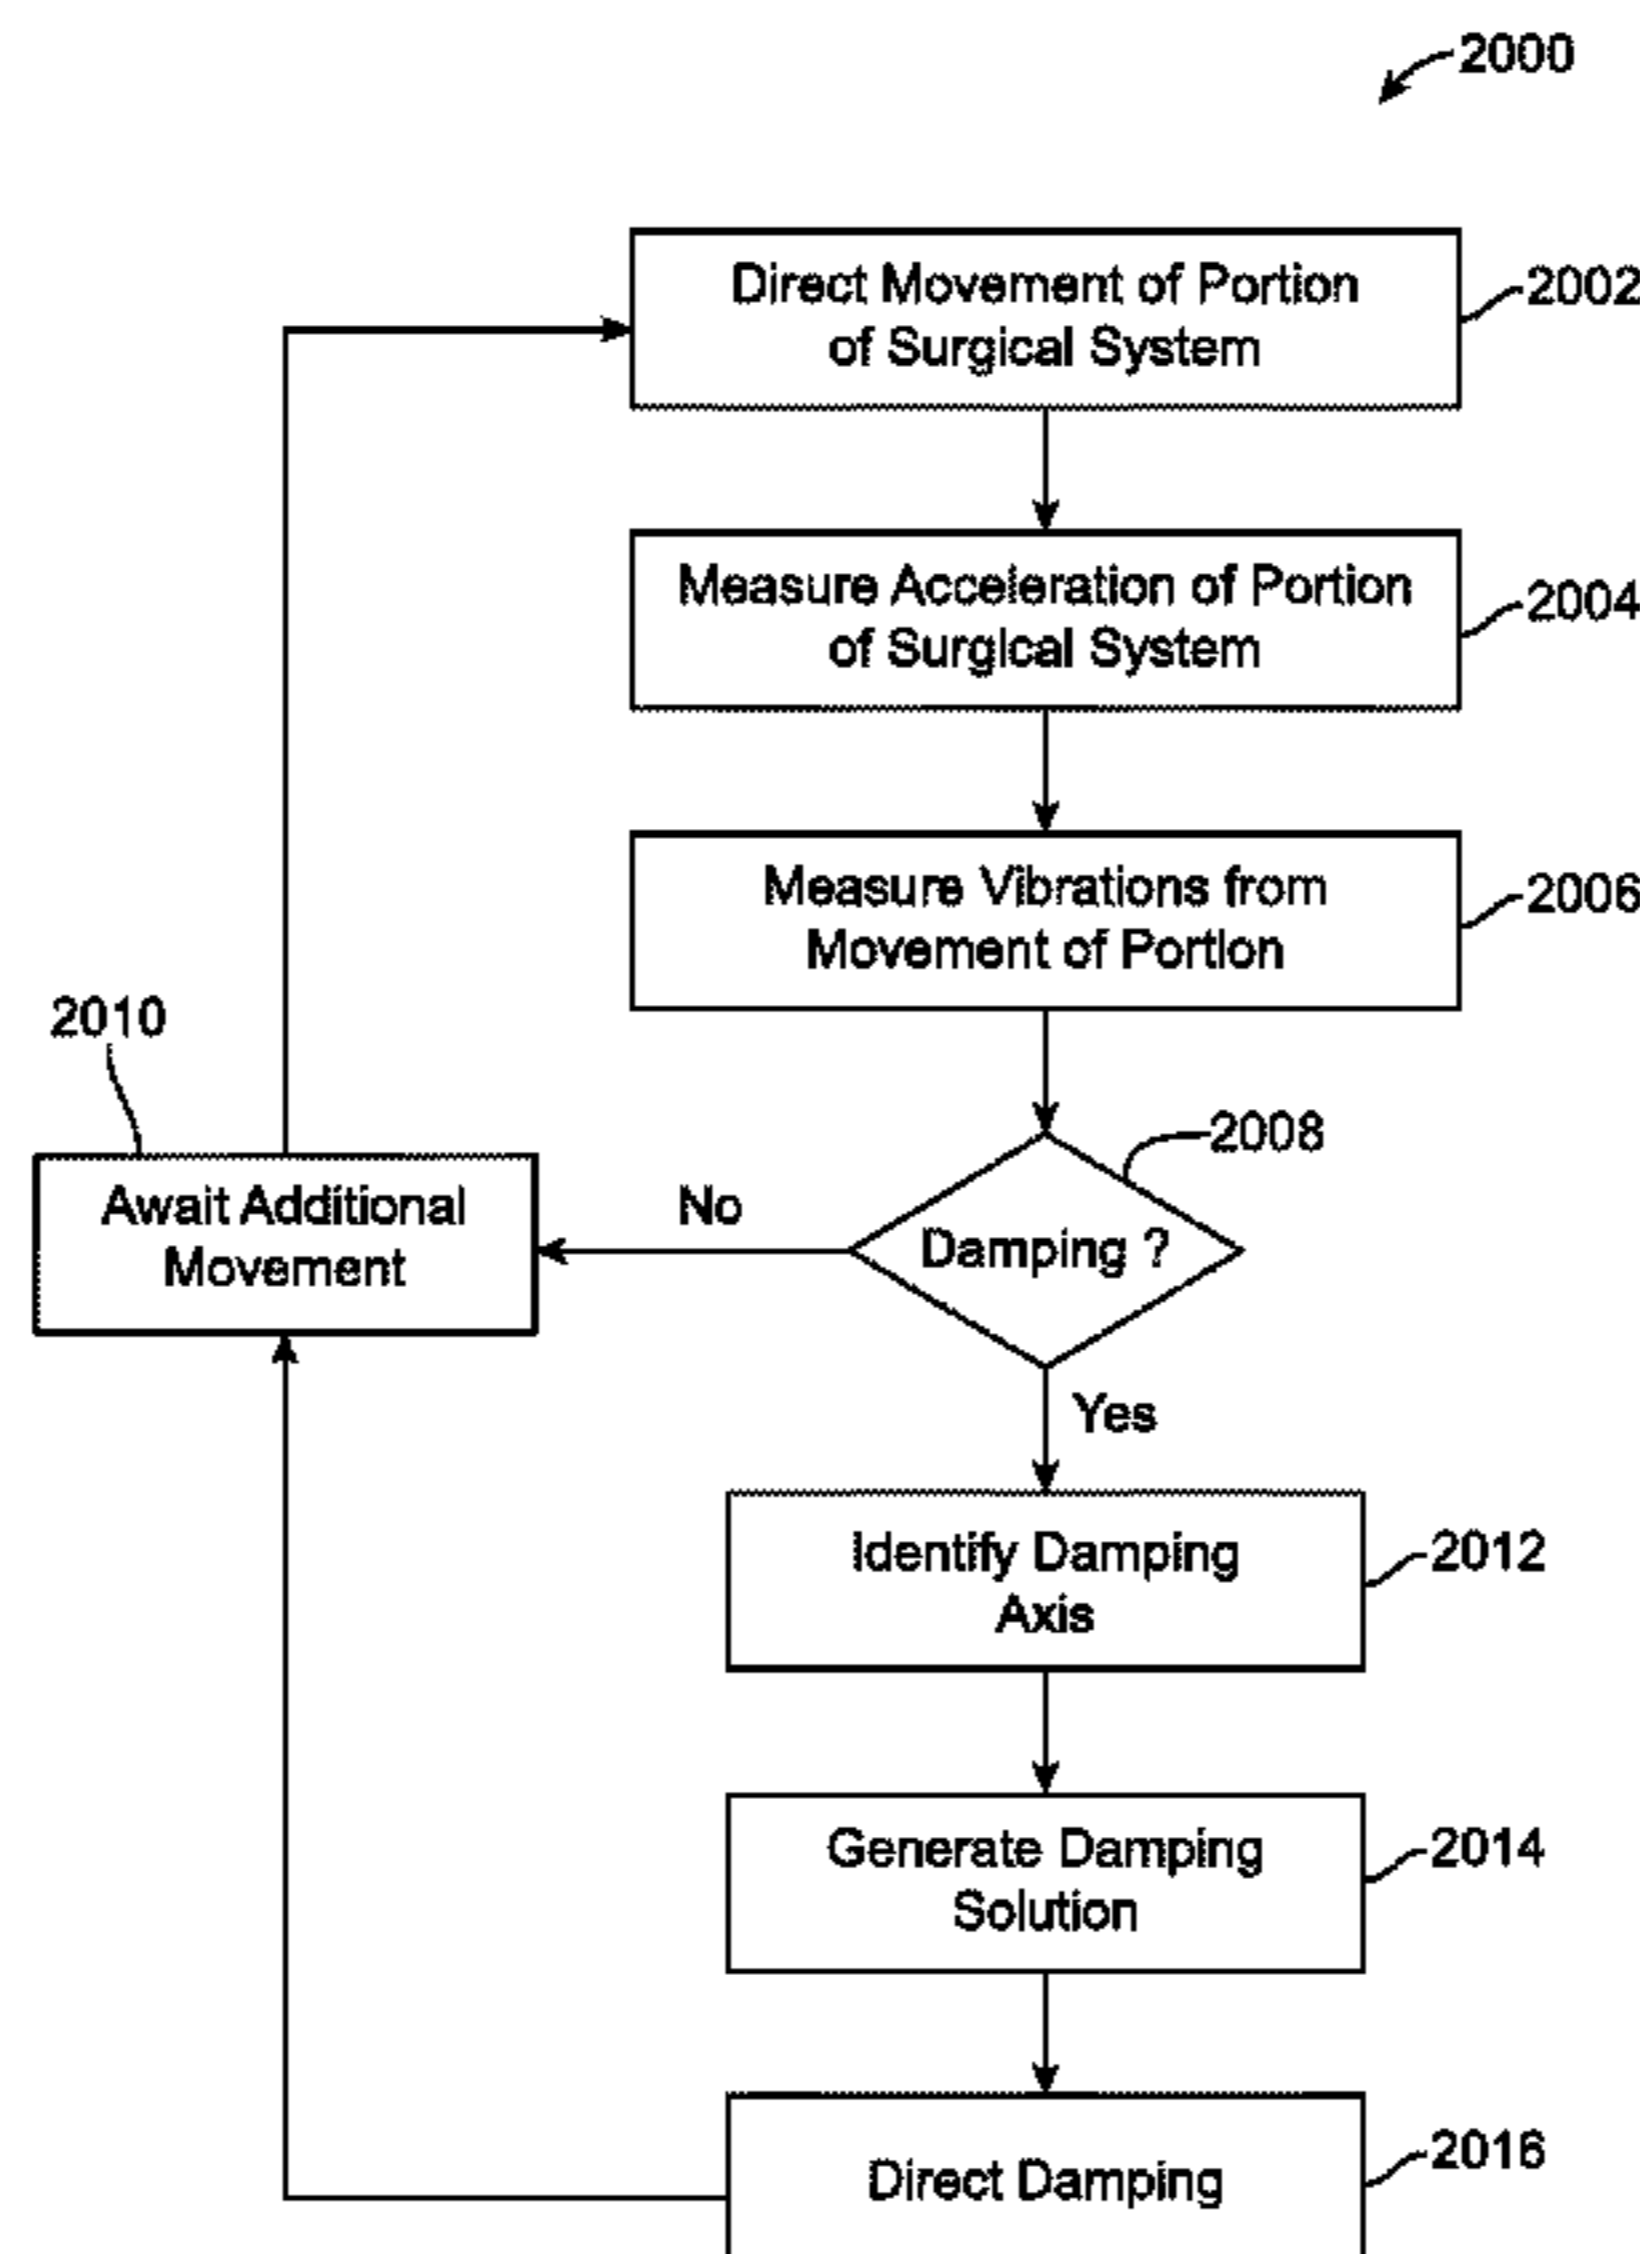 2000
Direct Movement of Portion
of Surgical System
2002
Measure Acceleration of Portion
of Surgical System
2004
Measure Vibrations from
Movement of Portion
2006
2010
2008
Await Additional
Movement
No
Damping ?
Yes
Identify Damping
Axis
2012
Generate Damping
Solution
2014
Direct Damping
2016